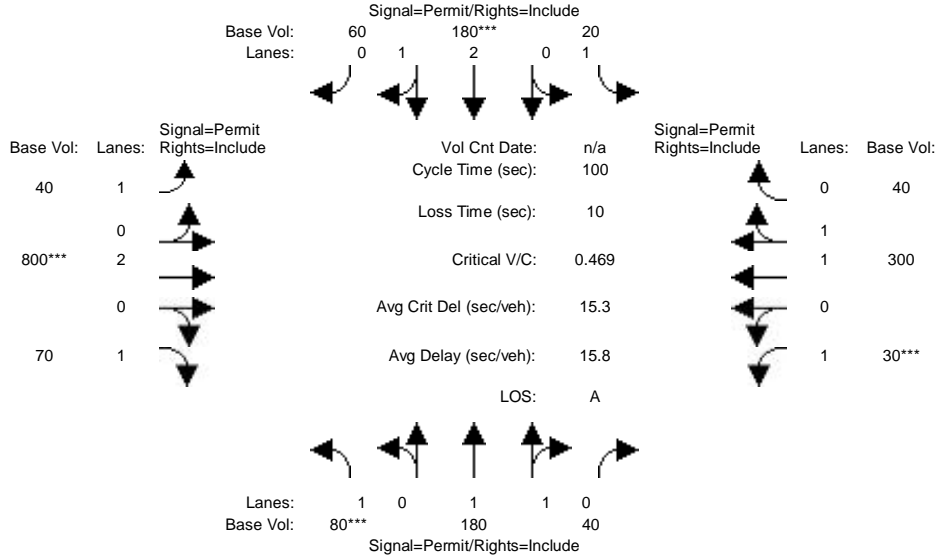 Signal=Permit/Rights=Include
Base Vol: 60 180*** 20
Lanes: 0 1 2 0 1
Signal=Permit
Base Vol: Lanes: Rights=Include
Vol Cnt Date: n/a
Signal=Permit
Rights=Include Lanes: Base Vol:
Cycle Time (sec): 100
40 1
0 40
Loss Time (sec): 10
0
1
800*** 2
Critical V/C: 0.469
1 300
0
Avg Crit Del (sec/veh): 15.3
0
70 1
Avg Delay (sec/veh): 15.8
1 30***
LOS: A
Lanes: 1 0 1 1 0
Base Vol: 80*** 180 40
Signal=Permit/Rights=Include